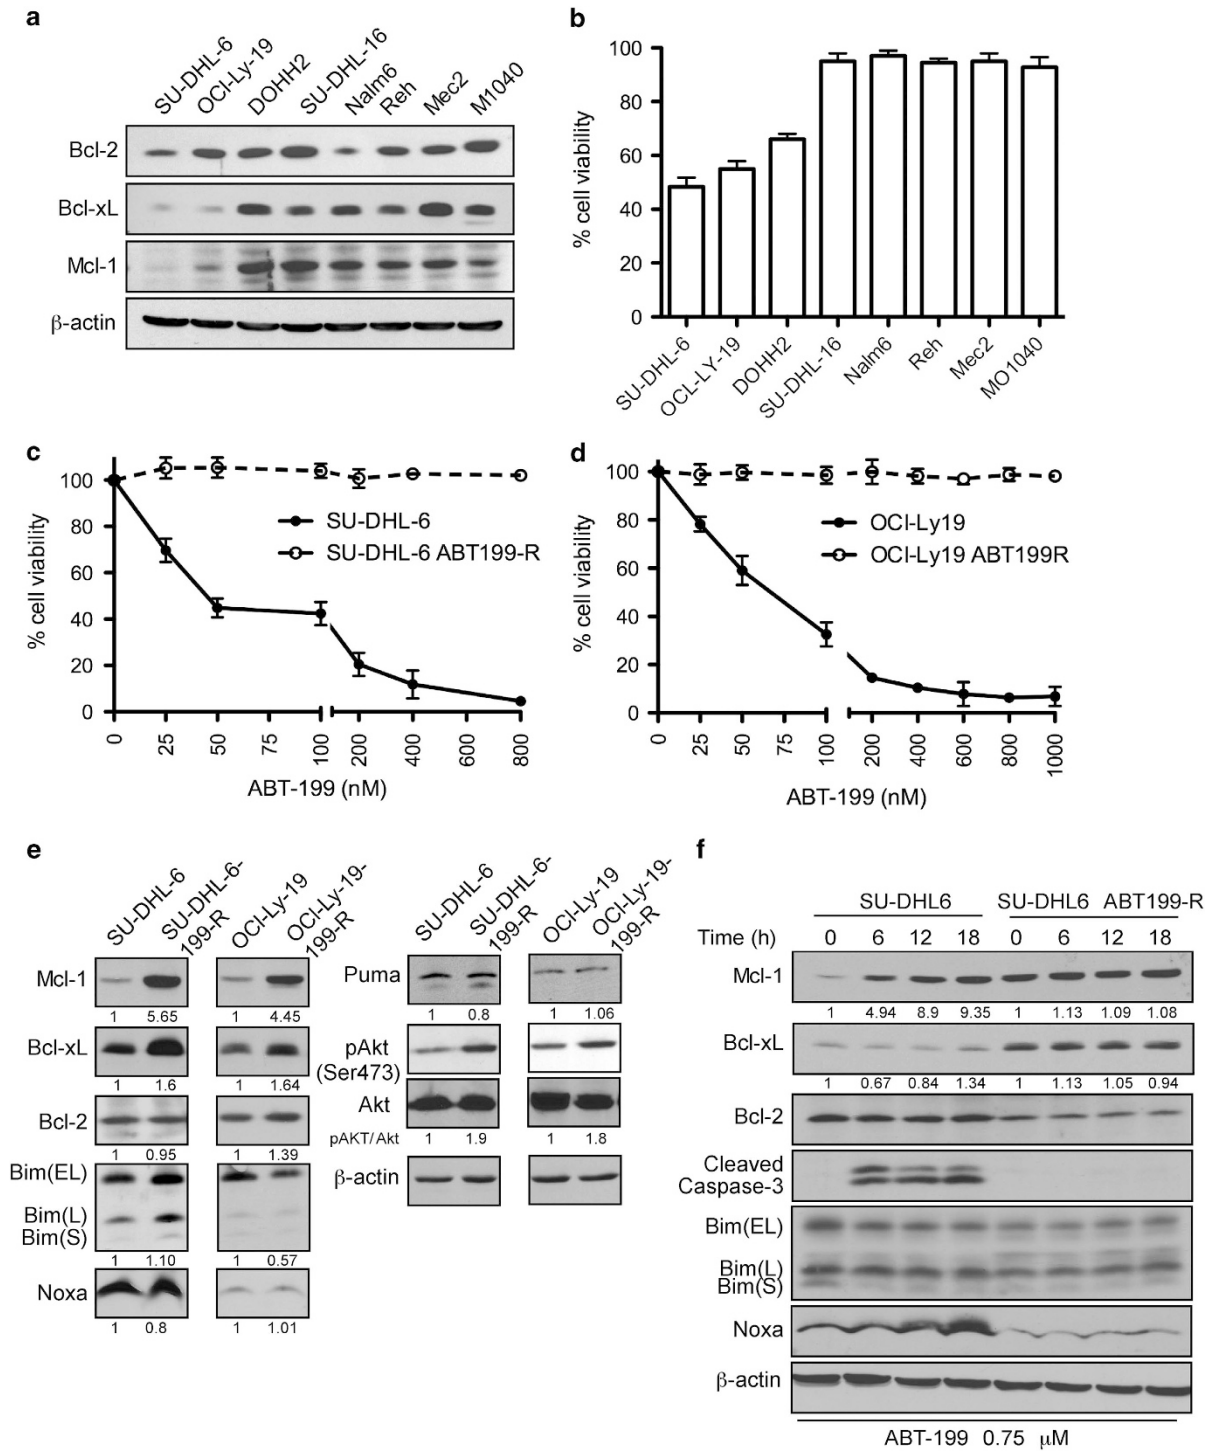 a
SU-DHL-6
OCI-Ly-19
DOHH2
SU-DHL-16
Nalm6
Reh
Mec2
M1040
Bcl-2
Bcl-xL
Mcl-1
β-actin
b
% cell viability
100
80
60
40
20
0
SU-DHL-6
OCI-LY-19
DOHH2
SU-DHL-16
Nalm6
Reh
Mec2
MO1040
c
% cell viability
100
80
60
40
20
0
SU-DHL-6
SU-DHL-6 ABT199-R
0 25 50 75 100 200 400 600 800
ABT-199 (nM)
d
% cell viability
100
80
60
40
20
0
OCI-Ly19
OCI-Ly19 ABT199R
0 25 50 75 100 200 400 600 800 1000
ABT-199 (nM)
e
SU-DHL-6
SU-DHL-6-
199-R
OCI-Ly-19
OCI-Ly-19-
199-R
Mcl-1
1 5.65 1 4.45
Bcl-xL
1 1.6 1 1.64
Bcl-2
1 0.95 1 1.39
Bim(EL)
Bim(L)
Bim(S)
1 1.10 1 0.57
Noxa
1 0.8 1 1.01
SU-DHL-6
SU-DHL-6-
199-R
OCI-Ly-19
OCI-Ly-19-
199-R
Puma
1 0.8 1 1.06
pAkt
(Ser473)
Akt
pAKT/Akt 1 1.9 1 1.8
β-actin
f
SU-DHL6 SU-DHL6 ABT199-R
Time (h) 0 6 12 18 0 6 12 18
Mcl-1
1 4.94 8.9 9.35 1 1.13 1.09 1.08
Bcl-xL
1 0.67 0.84 1.34 1 1.13 1.05 0.94
Bcl-2
Cleaved
Caspase-3
Bim(EL)
Bim(L)
Bim(S)
Noxa
β-actin
ABT-199 0.75 μM